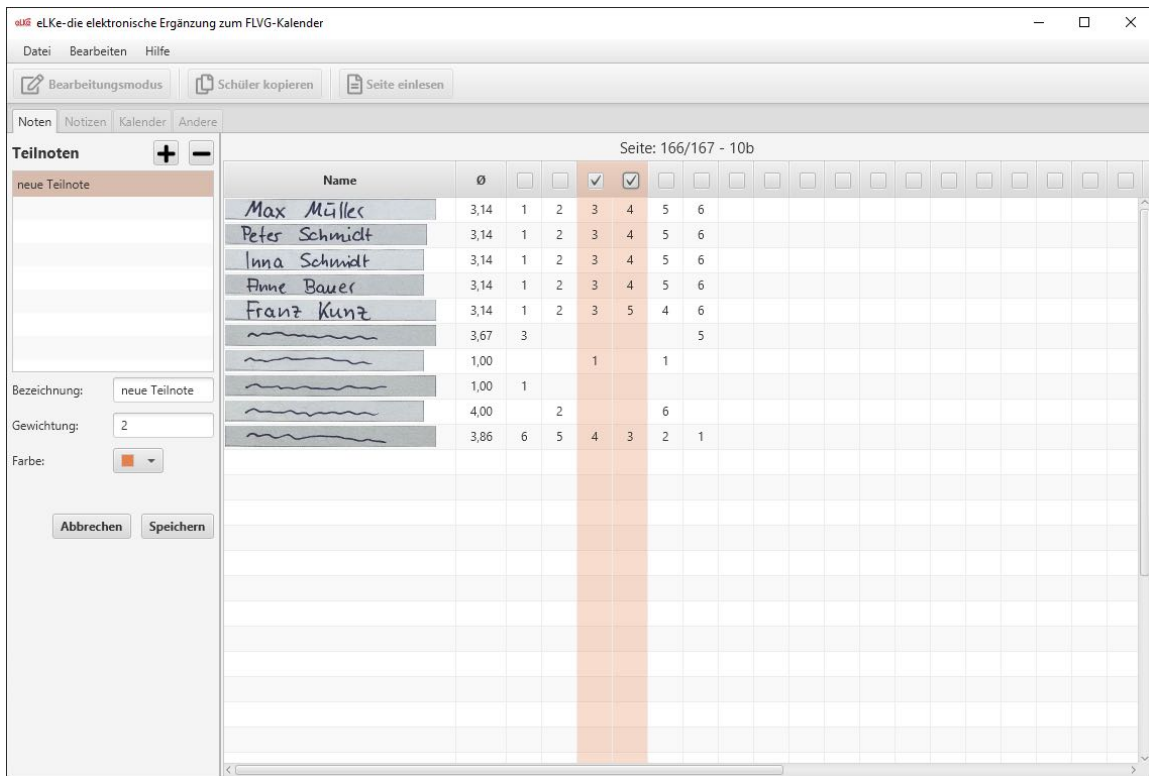 eLKe eLKe-die elektronische Ergänzung zum FLVG-Kalender
Datei Bearbeiten Hilfe
Bearbeitungsmodus Schüler kopieren Seite einlesen
Noten Notizen Kalender Andere
Teilnoten
neue Teilnote
Bezeichnung: neue Teilnote
Gewichtung: 2
Farbe:
Abbrechen Speichern
Seite: 166/167 - 10b
Name Ø
Max Müller 3,14 1 2 3 4 5 6
Peter Schmidt 3,14 1 2 3 4 5 6
Inna Schmidt 3,14 1 2 3 4 5 6
Anne Bauer 3,14 1 2 3 4 5 6
Franz Kunz 3,14 1 2 3 5 4 6
3,67 3 5
1,00 1 1
1,00 1
4,00 2 6
3,86 6 5 4 3 2 1